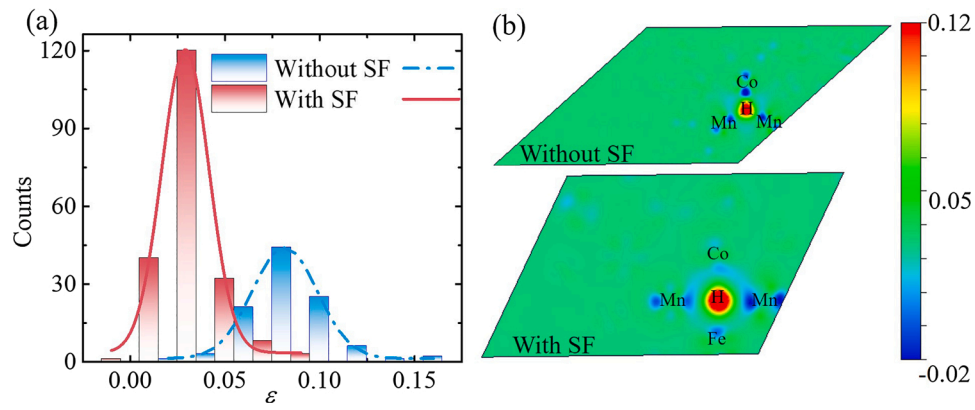 (a)
120
90
60
30
0
Counts
Without SF
With SF
0.00 0.05 0.10 0.15
ε
(b)
Co
H
Mn Mn
Without SF
Co
Mn H Mn
Fe
With SF
0.12
0.05
-0.02